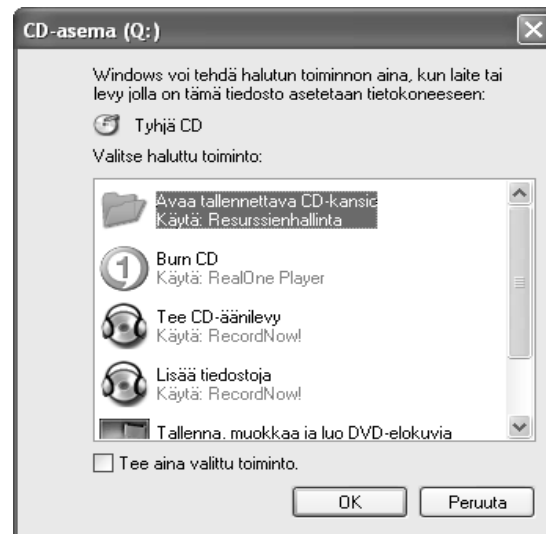 CD-asema (Q:)
Windows voi tehdä halutun toiminnon aina, kun laite tai
levy jolla on tämä tiedosto asetetaan tietokoneeseen:
Tyhjä CD
Valitse haluttu toiminto:
Avaa tallennettava CD-kansio
Käytä: Resurssienhallinta
Burn CD
Käytä: RealOne Player
Tee CD-äänilevy
Käytä: RecordNow!
Lisää tiedostoja
Käytä: RecordNow!
Tallenna, muokkaa ja luo DVD-elokuvia
Tee aina valittu toiminto.
OK
Peruuta